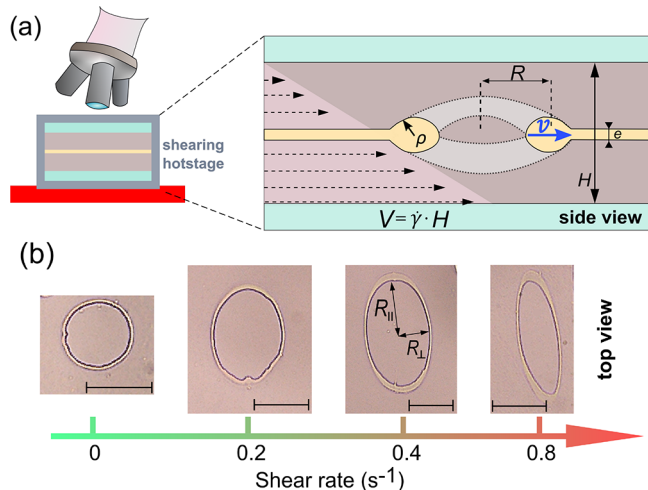 (a)
shearing
hotstage
R
ρ
v
e
H
V = γ̇ · H
side view
(b)
R∥
R⊥
top view
0
0.2
0.4
0.8
Shear rate (s⁻¹)